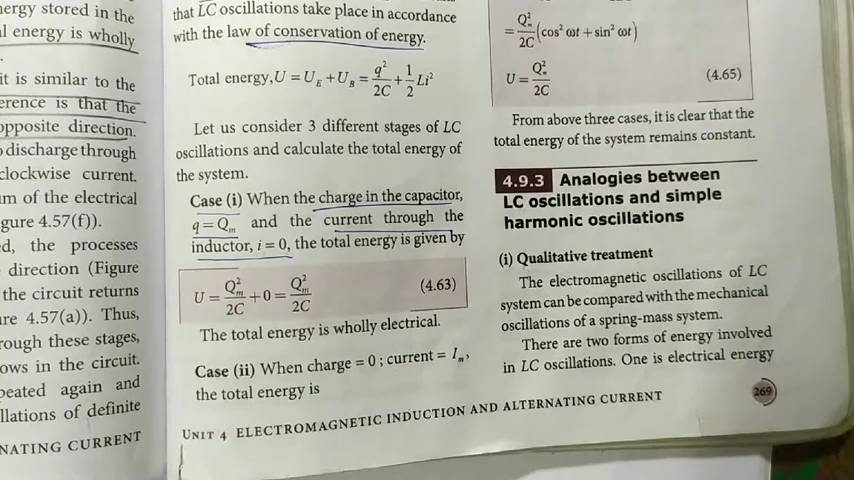 ergy stored in the
l energy is wholly
.
it is similar to the
erence is that the
opposite direction.
discharge through
clockwise current.
m of the electrical
gure 4.57(f)).
d, the processes
direction (Figure
the circuit returns
re 4.57(a)). Thus,
rough these stages,
ows in the circuit.
peated again and
llations of definite
NATING CURRENT
that LC oscillations take place in accordance
with the law of conservation of energy.
Total energy, U = U_E + U_B = q²/2C + 1/2 Li²
Let us consider 3 different stages of LC
oscillations and calculate the total energy of
the system.
Case (i) When the charge in the capacitor,
q = Q_m and the current through the
inductor, i = 0, the total energy is given by
U = Q_m²/2C + 0 = Q_m²/2C (4.63)
The total energy is wholly electrical.
Case (ii) When charge = 0 ; current = I_m,
the total energy is
= Q_m²/2C (cos² ωt + sin² ωt)
U = Q_m²/2C (4.65)
From above three cases, it is clear that the
total energy of the system remains constant.
4.9.3 Analogies between
LC oscillations and simple
harmonic oscillations
(i) Qualitative treatment
The electromagnetic oscillations of LC
system can be compared with the mechanical
oscillations of a spring-mass system.
There are two forms of energy involved
in LC oscillations. One is electrical energy
269
UNIT 4 ELECTROMAGNETIC INDUCTION AND ALTERNATING CURRENT